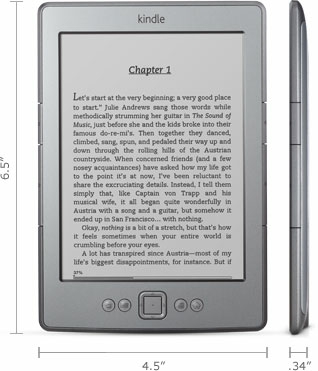 kindle
Chapter 1
Let's start at the very beginning; a very good place
to start." Julie Andrews sang those words while
methodically strumming her guitar in The Sound of
Music, just before she and the kids broke into their
famous do-re-mi's. Then together they danced,
climbed, sang, spun, and pedaled their way up and
down through the rolling hills of the Austrian
countryside. When concerned friends (and a few
nosey acquaintances) have asked how my life got
to the point it's at now, I've been reluctant to
share the excruciating details. Instead, I tell them
simply that, like Captain von Trapp and his
musical wife, it all began quite wonderfully in
Austria with a song and a guitar, but somehow it
ended up in San Francisco... with nothing.
Okay, nothing is a bit of a stretch, but that's how
it feels sometimes when your entire world is
crumbling before your eyes.
A lot has transpired since Austria—most of my
life's biggest disappointments, for instance. But if
37%
6.5"
4.5"
.34"